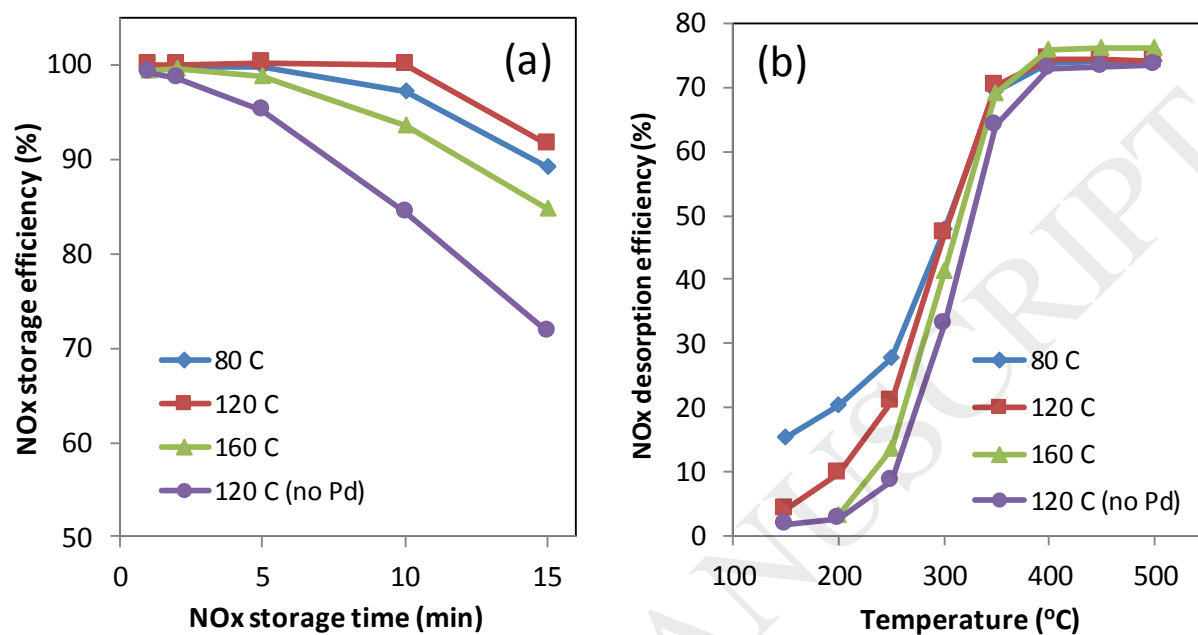 (a)
NOx storage efficiency (%)
100
90
80
70
60
50
80 C
120 C
160 C
120 C (no Pd)
0
5
10
15
NOx storage time (min)
(b)
NOx desorption efficiency (%)
80
70
60
50
40
30
20
10
0
80 C
120 C
160 C
120 C (no Pd)
100
200
300
400
500
Temperature (ºC)
ANUSCRIPT